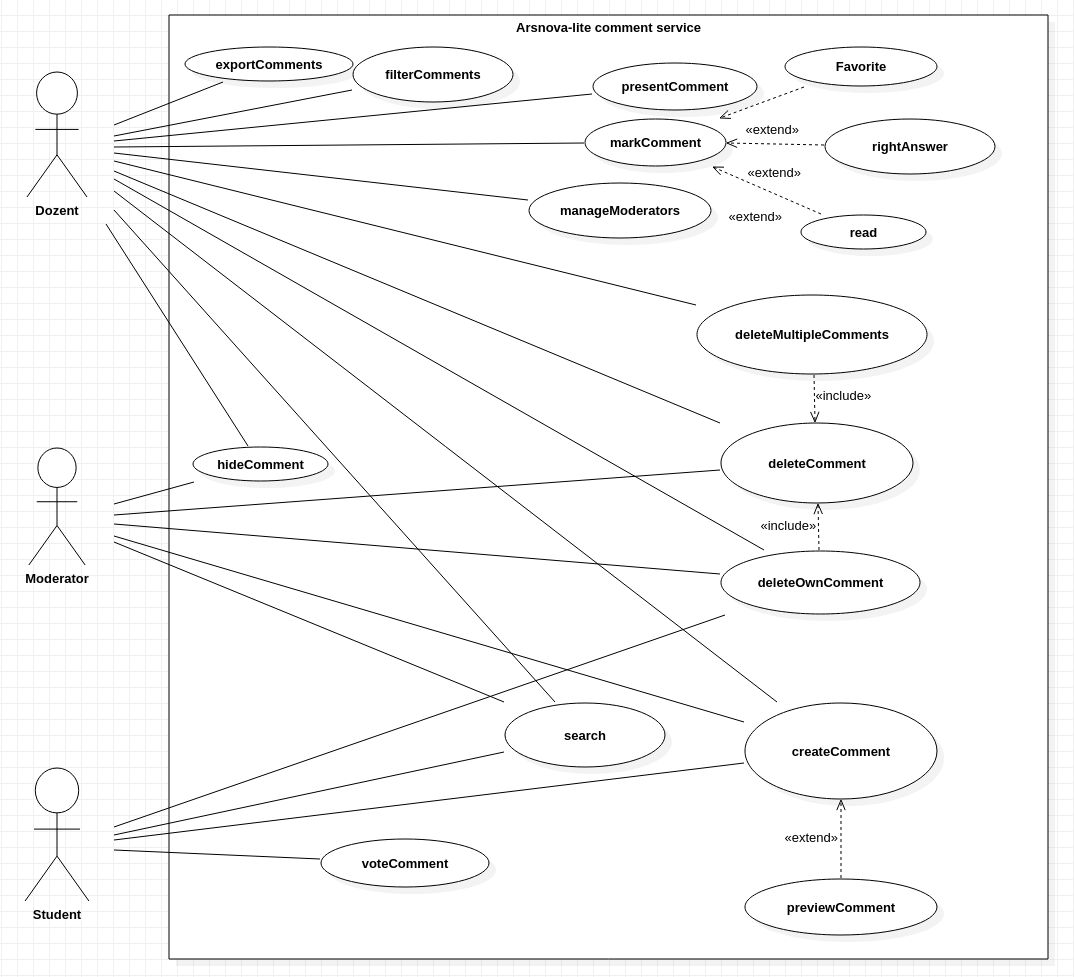 Arsnova-lite comment service
exportComments
filterComments
presentComment
Favorite
«extend»
markComment
rightAnswer
«extend»
Dozent
manageModerators
«extend»
read
deleteMultipleComments
«include»
hideComment
deleteComment
«include»
Moderator
deleteOwnComment
search
createComment
«extend»
voteComment
Student
previewComment